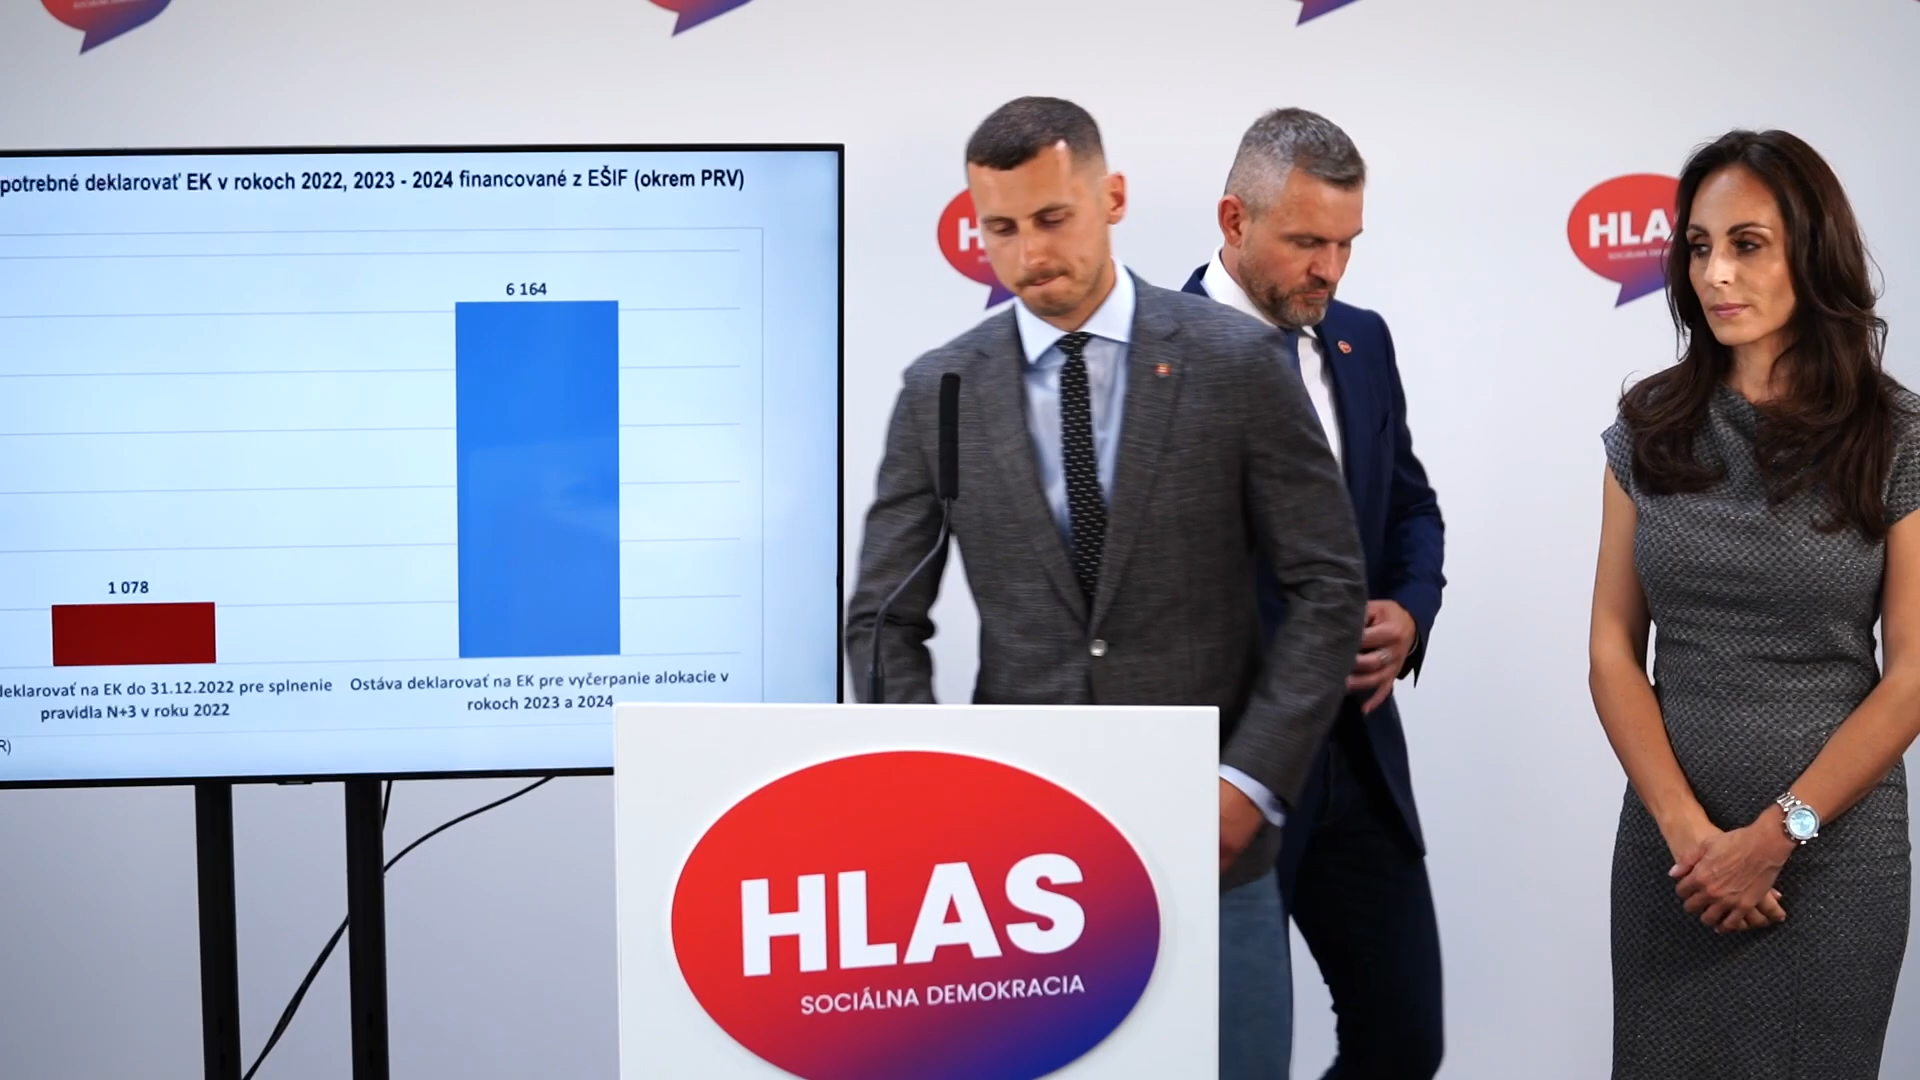 potrebné deklarovať EK v rokoch 2022, 2023 - 2024 financované z EŠIF (okrem PRV)
6 164
1 078
deklarovať na EK do 31.12.2022 pre splnenie
pravidla N+3 v roku 2022
Ostáva deklarovať na EK pre vyčerpanie alokacie v
rokoch 2023 a 2024
R)
H
HLA
HLAS
SOCIÁLNA DEMOKRACIA